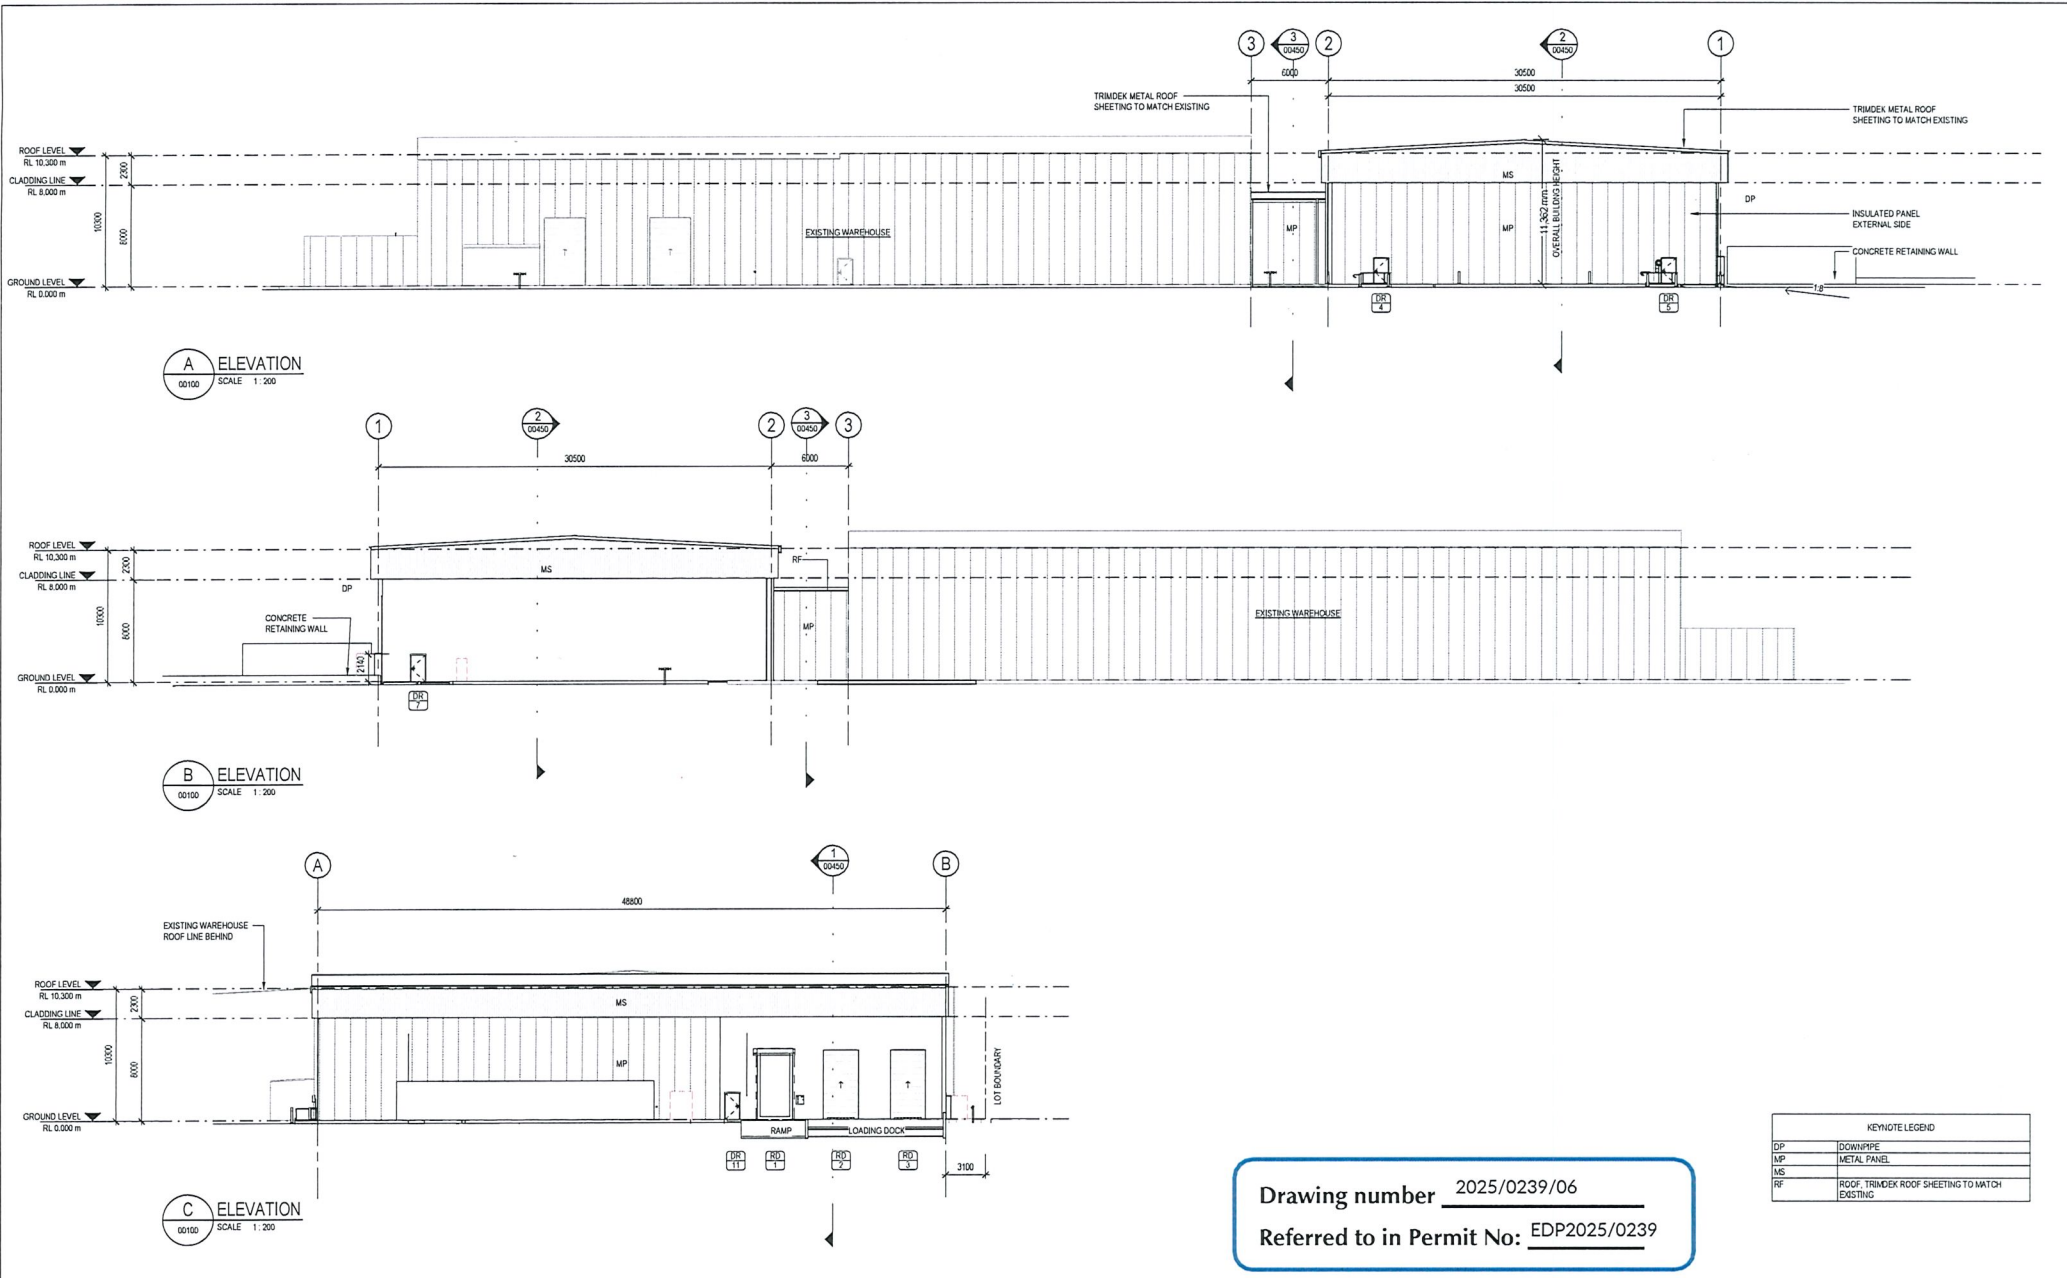 3
3
00450
2
2
00450
1
6000
30500
30500
TRIMDEK METAL ROOF
SHEETING TO MATCH EXISTING
TRIMDEK METAL ROOF
SHEETING TO MATCH EXISTING
ROOF LEVEL
RL 10,300 m
CLADDING LINE
RL 8,000 m
2300
10300
8000
MS
DP
11,362 mm
OVERALL BUILDING HEIGHT
INSULATED PANEL
EXTERNAL SIDE
EXISTING WAREHOUSE
MP
MP
CONCRETE RETAINING WALL
GROUND LEVEL
RL 0.000 m
1:8
DR
4
DR
5
A
00100
ELEVATION
SCALE 1 : 200
1
2
00450
2
3
00450
3
30500
6000
ROOF LEVEL
RL 10,300 m
CLADDING LINE
RL 8,000 m
2300
10300
8000
MS
RF
DP
CONCRETE
RETAINING WALL
MP
EXISTING WAREHOUSE
2140
GROUND LEVEL
RL 0.000 m
DR
7
B
00100
ELEVATION
SCALE 1 : 200
A
1
00450
B
48800
EXISTING WAREHOUSE
ROOF LINE BEHIND
ROOF LEVEL
RL 10,300 m
CLADDING LINE
RL 8,000 m
2300
10300
8000
MS
MP
LOT BOUNDARY
GROUND LEVEL
RL 0.000 m
RAMP
LOADING DOCK
DR
11
RD
1
RD
2
RD
3
3100
C
00100
ELEVATION
SCALE 1 : 200
KEYNOTE LEGEND
DP DOWNPIPE
MP METAL PANEL
MS
RF ROOF, TRIMDEK ROOF SHEETING TO MATCH
EXISTING
Drawing number 2025/0239/06
Referred to in Permit No: EDP2025/0239